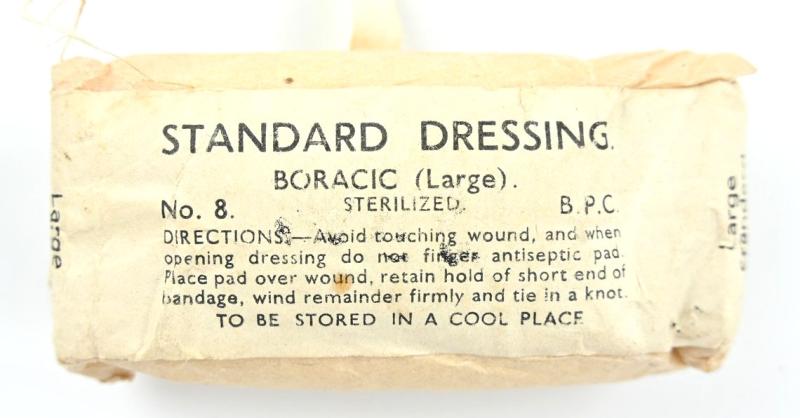 STANDARD DRESSING.
BORACIC (Large).
No. 8. STERILIZED. B.P.C.
DIRECTIONS:—Avoid touching wound, and when
opening dressing do not finger antiseptic pad.
Place pad over wound, retain hold of short end of
bandage, wind remainder firmly and tie in a knot.
TO BE STORED IN A COOL PLACE
Large
Large
Standard